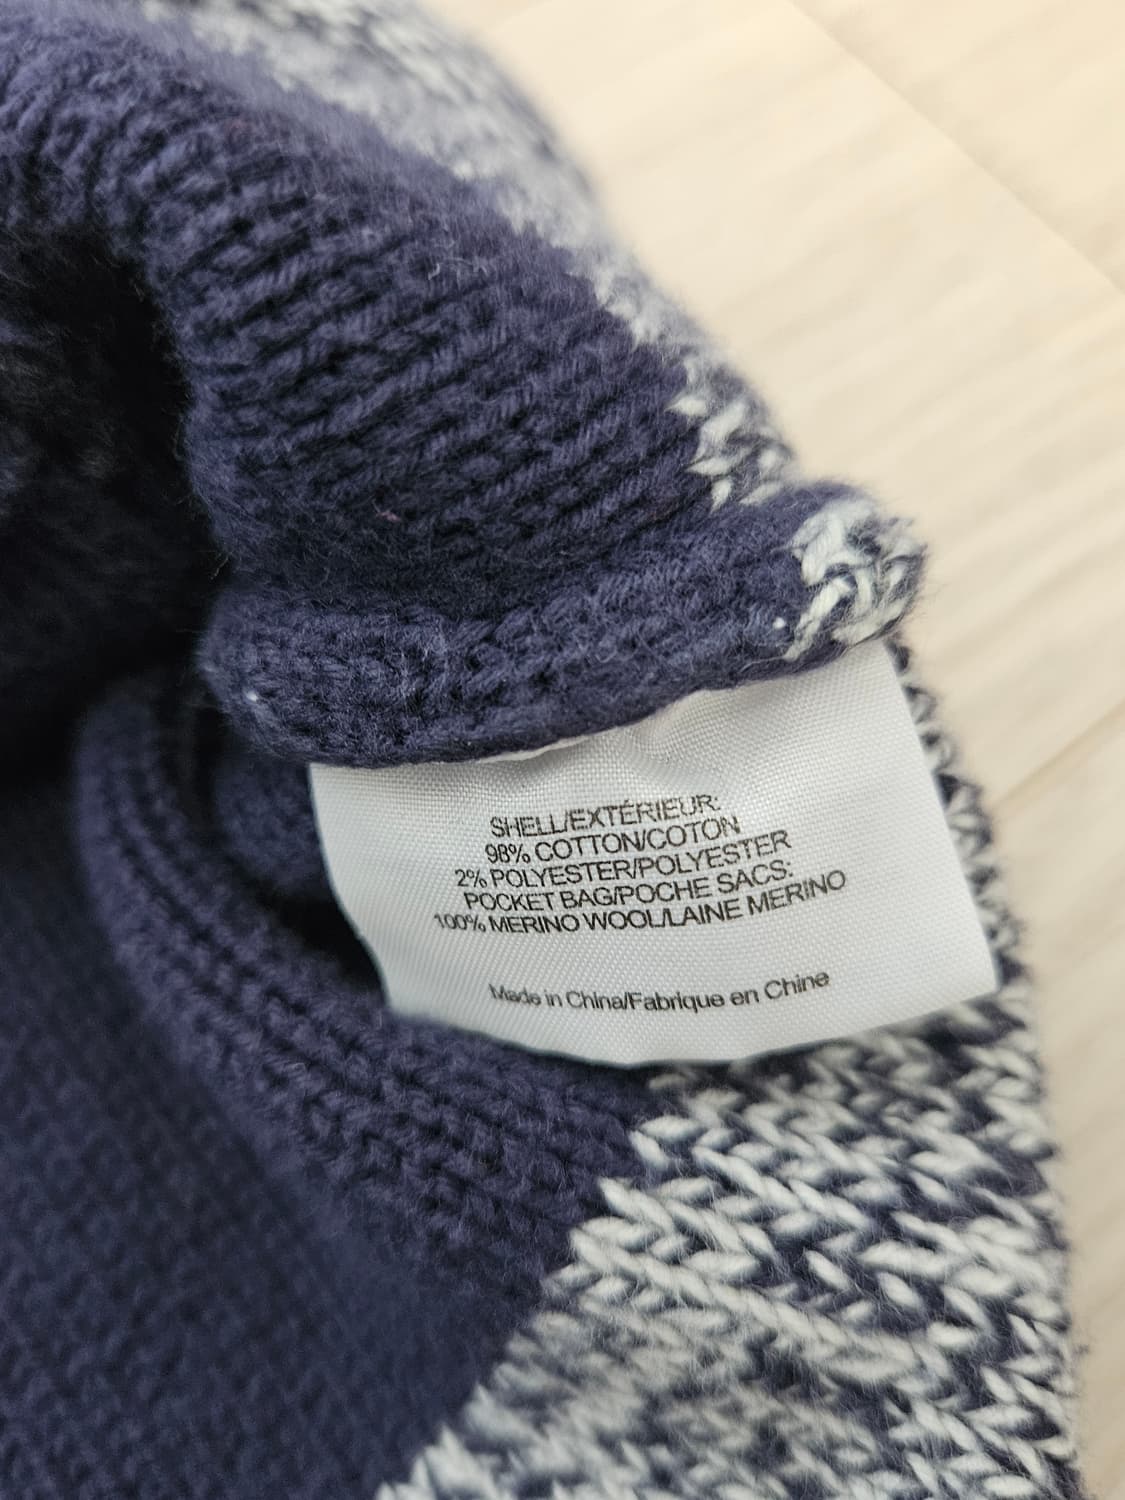 SHELL/EXTÉRIEUR:
98% COTTON/COTON
2% POLYESTER/POLYESTER
POCKET BAG/POCHE SACS:
100% MERINO WOOL/LAINE MERINO
Made in China/Fabrique en Chine